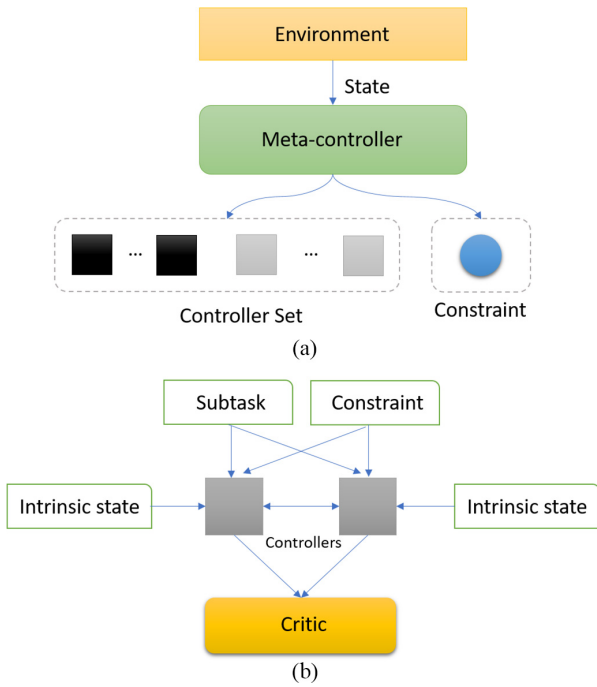 Environment
State
Meta-controller
... ...
Controller Set
Constraint
(a)
Subtask Constraint
Intrinsic state Intrinsic state
Controllers
Critic
(b)